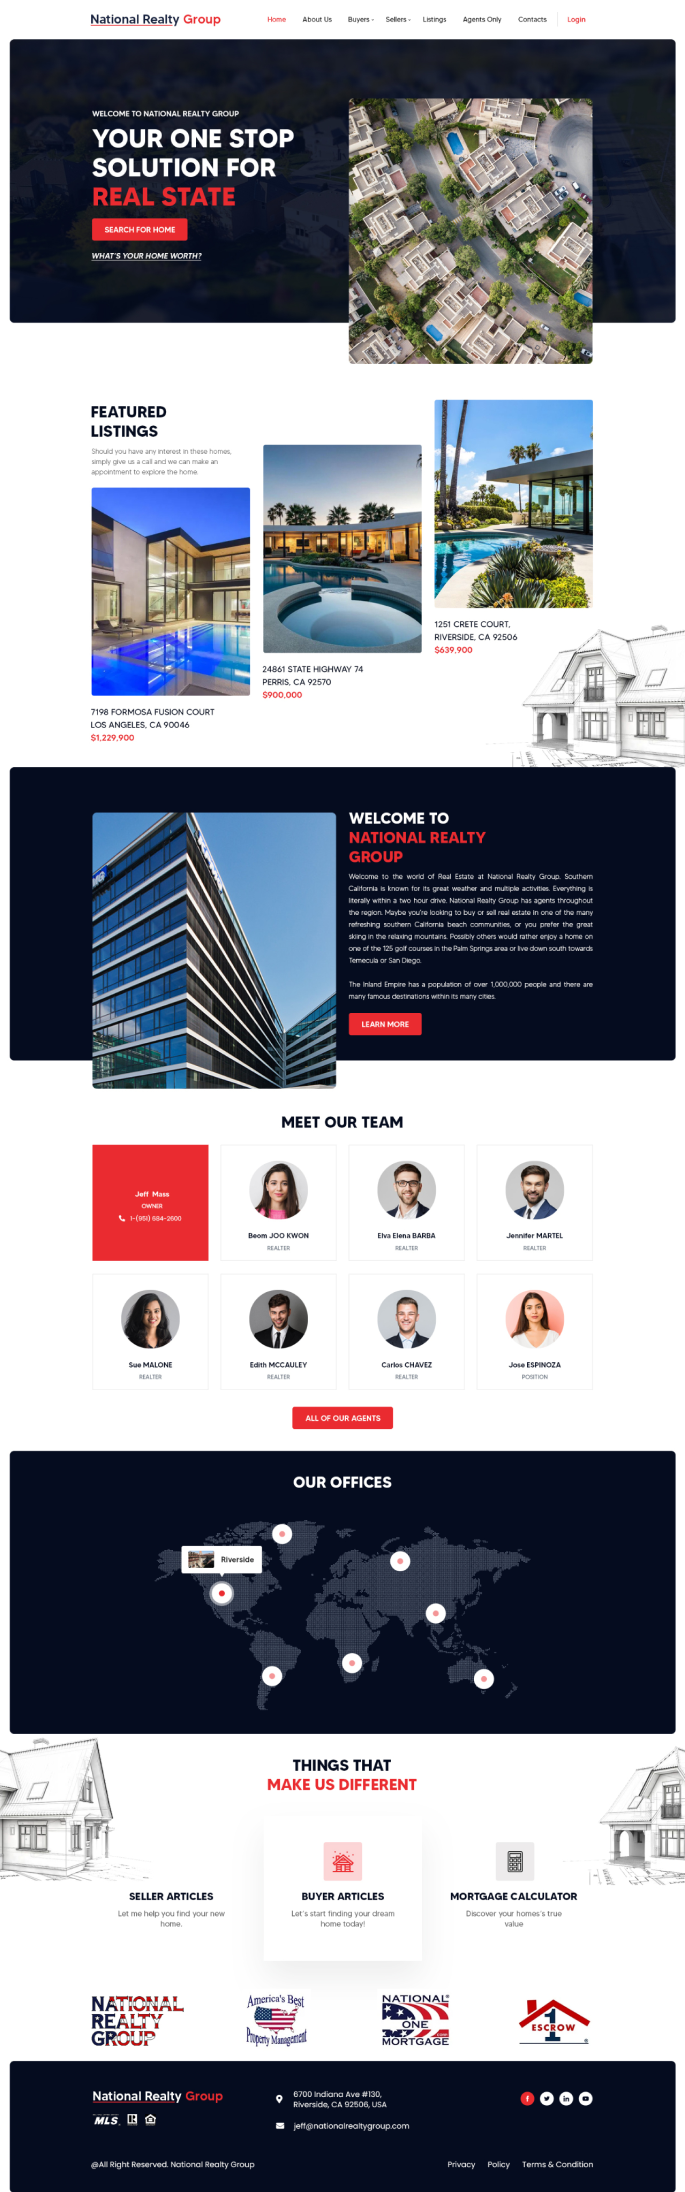 National Realty Group
Home About Us Buyers Sellers Listings Agents Only Contacts Login
WELCOME TO NATIONAL REALTY GROUP
YOUR ONE STOP
SOLUTION FOR
REAL STATE
SEARCH FOR HOME
WHAT'S YOUR HOME WORTH?
FEATURED
LISTINGS
Should you have any interest in these homes,
simply give us a call and we can make an
appointment to explore the home
7198 FORMOSA FUSION COURT
LOS ANGELES, CA 90046
$1,229,900
24861 STATE HIGHWAY 74
PERRIS, CA 92570
$900,000
1251 CRETE COURT,
RIVERSIDE, CA 92506
$639,900
WELCOME TO
NATIONAL REALTY
GROUP
Welcome to the world of Real Estate at National Realty Group. Southern
California is known for its great weather and multiple activities. Everything is
literally within a two hour drive. National Realty Group has agents throughout
the region. Maybe you're looking to buy or sell real estate in one of the many
refreshing southern California beach communities, or you prefer the great
skiing in the relaxing mountains. Possibly others would rather enjoy a home on
one of the 125 golf courses in the Palm Springs area or live down south towards
Temecula or San Diego.
The Inland Empire has a population of over 1,000,000 people and there are
many famous destinations within its many cities.
LEARN MORE
MEET OUR TEAM
Jeff Mass
OWNER
1-(951) 684-2600
Beom JOO KWON
REALTER
Elva Elena BARBA
REALTER
Jennifer MARTEL
REALTER
Sue MALONE
REALTER
Edith MCCAULEY
REALTER
Carlos CHAVEZ
REALTER
Jose ESPINOZA
POSITION
ALL OF OUR AGENTS
OUR OFFICES
Riverside
THINGS THAT
MAKE US DIFFERENT
SELLER ARTICLES
Let me help you find your new
home.
BUYER ARTICLES
Let's start finding your dream
home today!
MORTGAGE CALCULATOR
Discover your homes's true
value
NATIONAL
REALTY
GROUP
America's Best
Property Management
NATIONAL
ONE
MORTGAGE
1
ESCROW
National Realty Group
MLS
6700 Indiana Ave #130,
Riverside, CA 92506, USA
jeff@nationalrealtygroup.com
@All Right Reserved. National Realty Group
Privacy Policy Terms & Condition